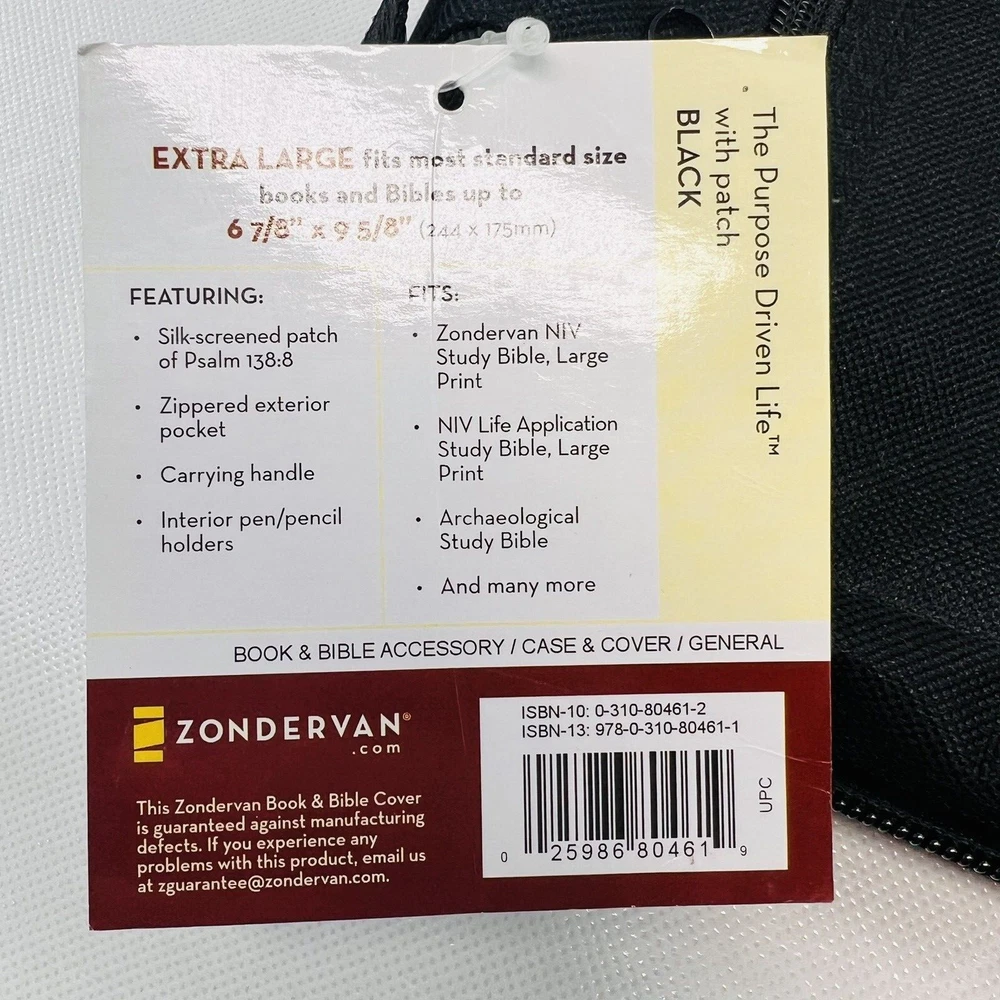 EXTRA LARGE fits most standard size
books and Bibles up to
6 7/8" x 9 5/8" (244 x 175mm)
FEATURING:
• Silk-screened patch
of Psalm 138:8
• Zippered exterior
pocket
• Carrying handle
• Interior pen/pencil
holders
FITS:
• Zondervan NIV
Study Bible, Large
Print
• NIV Life Application
Study Bible, Large
Print
• Archaeological
Study Bible
• And many more
The Purpose Driven Life™
with patch
BLACK
BOOK & BIBLE ACCESSORY / CASE & COVER / GENERAL
ZONDERVAN®
.com
This Zondervan Book & Bible Cover
is guaranteed against manufacturing
defects. If you experience any
problems with this product, email us
at zguarantee@zondervan.com.
ISBN-10: 0-310-80461-2
ISBN-13: 978-0-310-80461-1
UPC
0 25986 80461 9